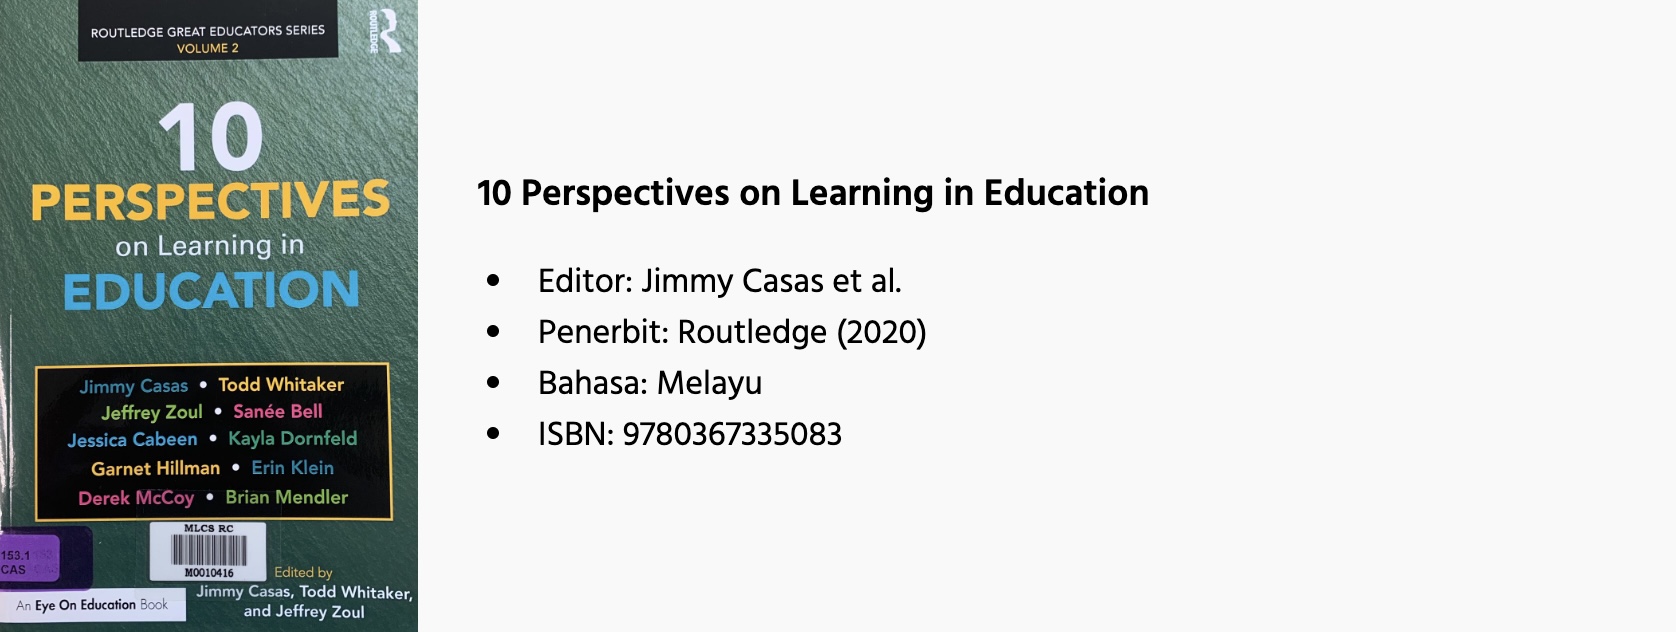 ROUTLEDGE GREAT EDUCATORS SERIES
VOLUME 2
ROUTLEDGE
10
PERSPECTIVES
on Learning in
EDUCATION
Jimmy Casas • Todd Whitaker
Jeffrey Zoul • Sanée Bell
Jessica Cabeen • Kayla Dornfeld
Garnet Hillman • Erin Klein
Derek McCoy • Brian Mendler
MLCS RC
M0010416
153.1
CAS
Edited by
Jimmy Casas, Todd Whitaker,
and Jeffrey Zoul
An Eye On Education Book
10 Perspectives on Learning in Education
• Editor: Jimmy Casas et al.
• Penerbit: Routledge (2020)
• Bahasa: Melayu
• ISBN: 9780367335083